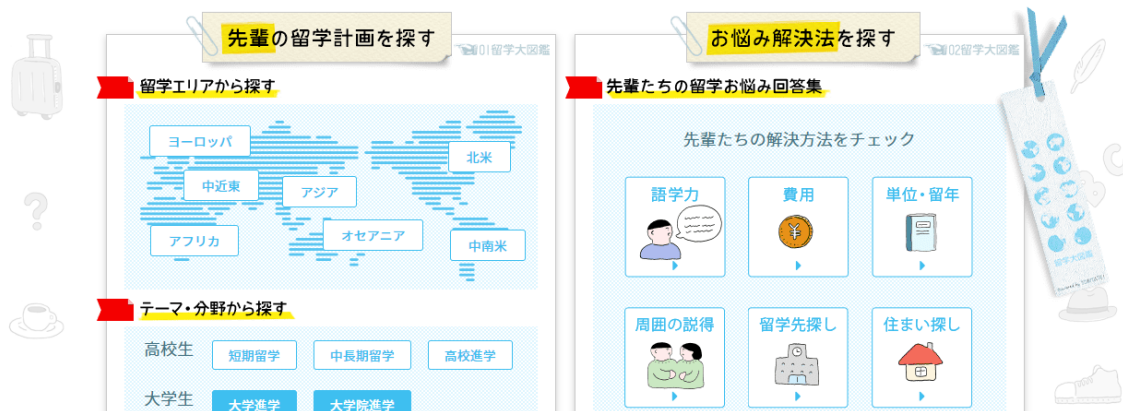 先輩の留学計画を探す
01留学大図鑑
留学エリアから探す
ヨーロッパ
北米
中近東
アジア
アフリカ
オセアニア
中南米
テーマ・分野から探す
高校生
短期留学
中長期留学
高校進学
大学生
大学進学
大学院進学
お悩み解決法を探す
02留学大図鑑
先輩たちの留学お悩み回答集
先輩たちの解決方法をチェック
語学力
費用
単位・留年
周囲の説得
留学先探し
住まい探し
留学大図鑑